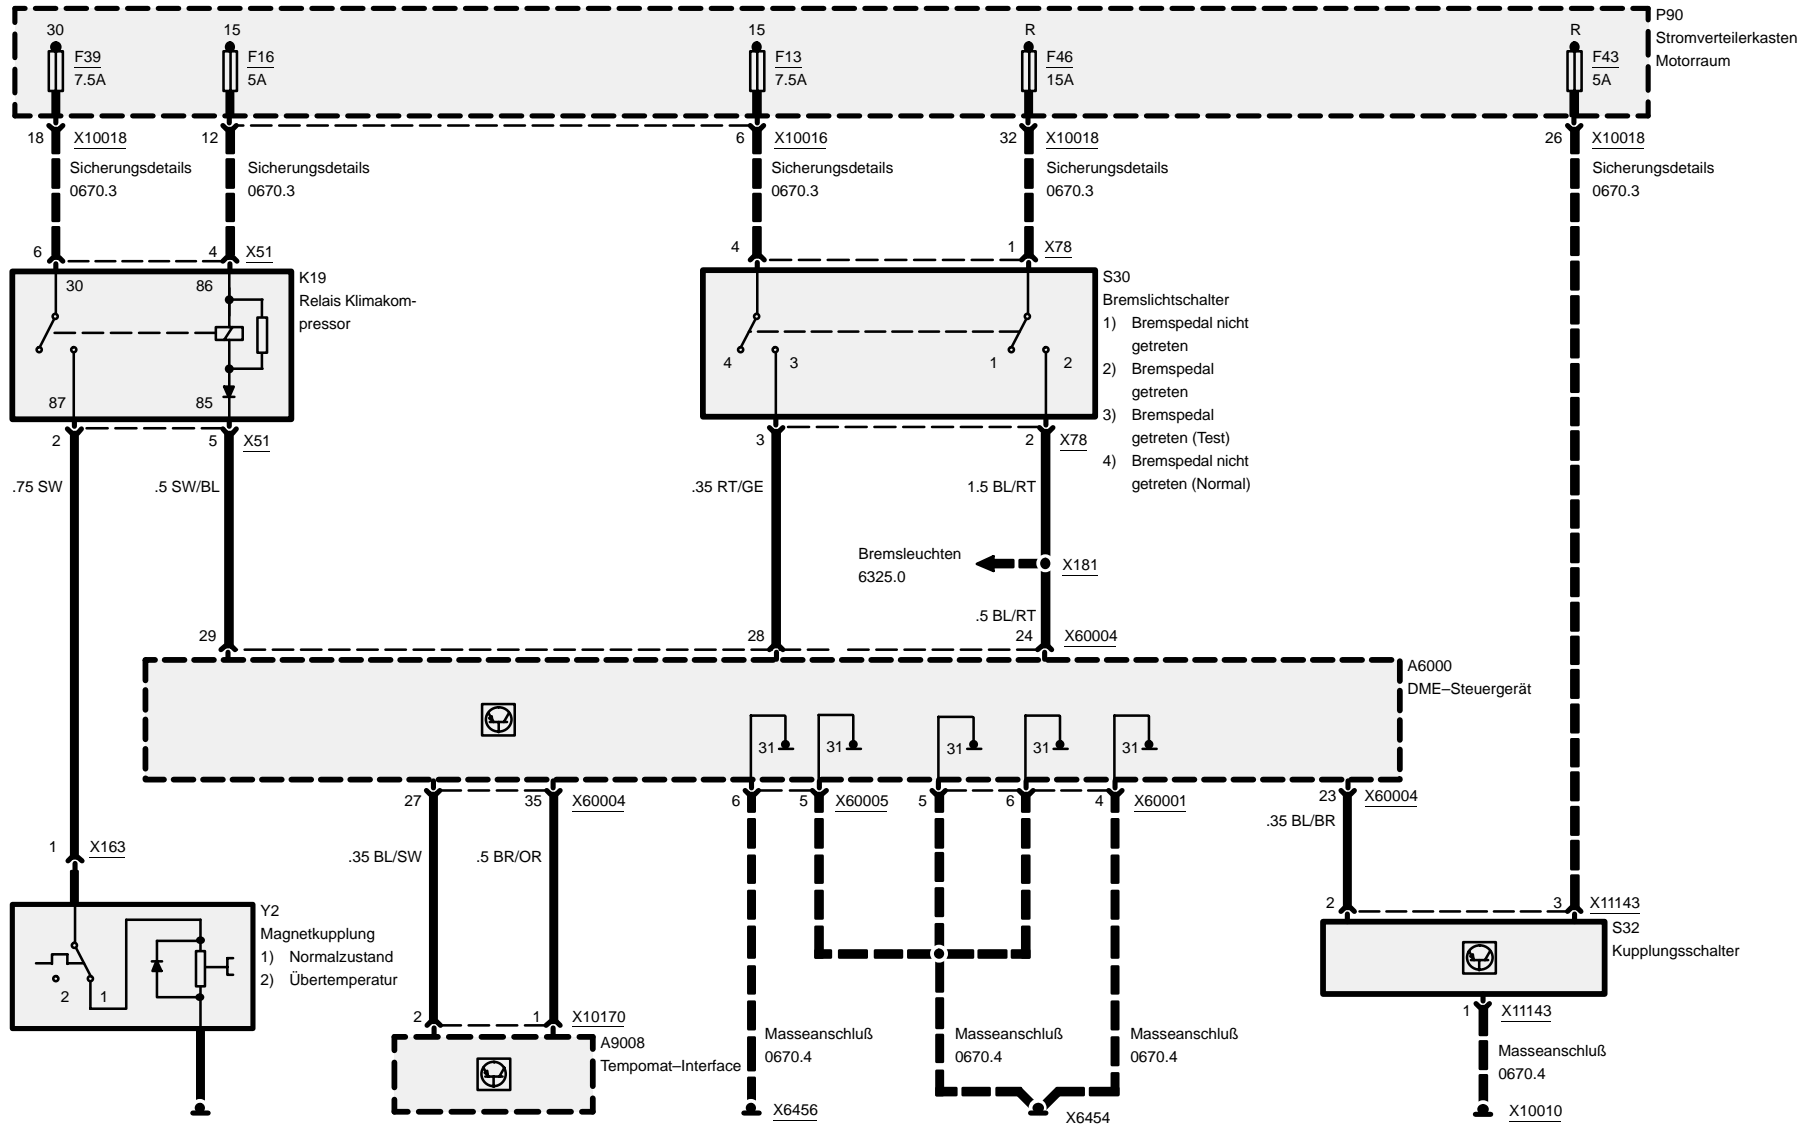 P90
Stromverteilerkasten
Motorraum
30
F39
7.5A
15
F16
5A
15
F13
7.5A
R
F46
15A
R
F43
5A
18
X10018
12
6
X10016
32
X10018
26
X10018
Sicherungsdetails
0670.3
Sicherungsdetails
0670.3
Sicherungsdetails
0670.3
Sicherungsdetails
0670.3
Sicherungsdetails
0670.3
6
4
X51
4
1
X78
30
86
87
85
K19
Relais Klimakom-
pressor
4
3
1
2
S30
Bremslichtschalter
1) Bremspedal nicht
getreten
2) Bremspedal
getreten
3) Bremspedal
getreten (Test)
4) Bremspedal nicht
getreten (Normal)
2
5
X51
3
2
X78
.75 SW
.5 SW/BL
.35 RT/GE
1.5 BL/RT
Bremsleuchten
6325.0
X181
.5 BL/RT
29
28
24
X60004
A6000
DME–Steuergerät
31
31
31
31
31
27
35
X60004
6
5
X60005
5
6
4
X60001
23
X60004
.35 BL/BR
1
X163
.35 BL/SW
.5 BR/OR
2
3
X11143
Y2
Magnetkupplung
1) Normalzustand
2) Übertemperatur
2
1
S32
Kupplungsschalter
2
1
X10170
1
X11143
A9008
Tempomat–Interface
Masseanschluß
0670.4
Masseanschluß
0670.4
Masseanschluß
0670.4
Masseanschluß
0670.4
X6456
X6454
X10010